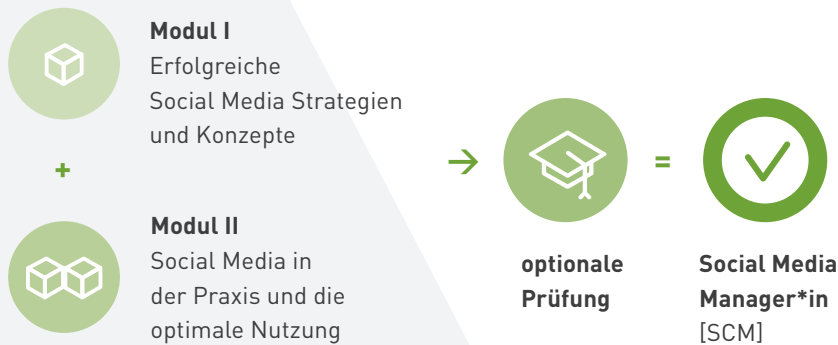 Modul I
Erfolgreiche
Social Media Strategien
und Konzepte
+
Modul II
Social Media in
der Praxis und die
optimale Nutzung
→
optionale
Prüfung
=
Social Media
Manager*in
[SCM]